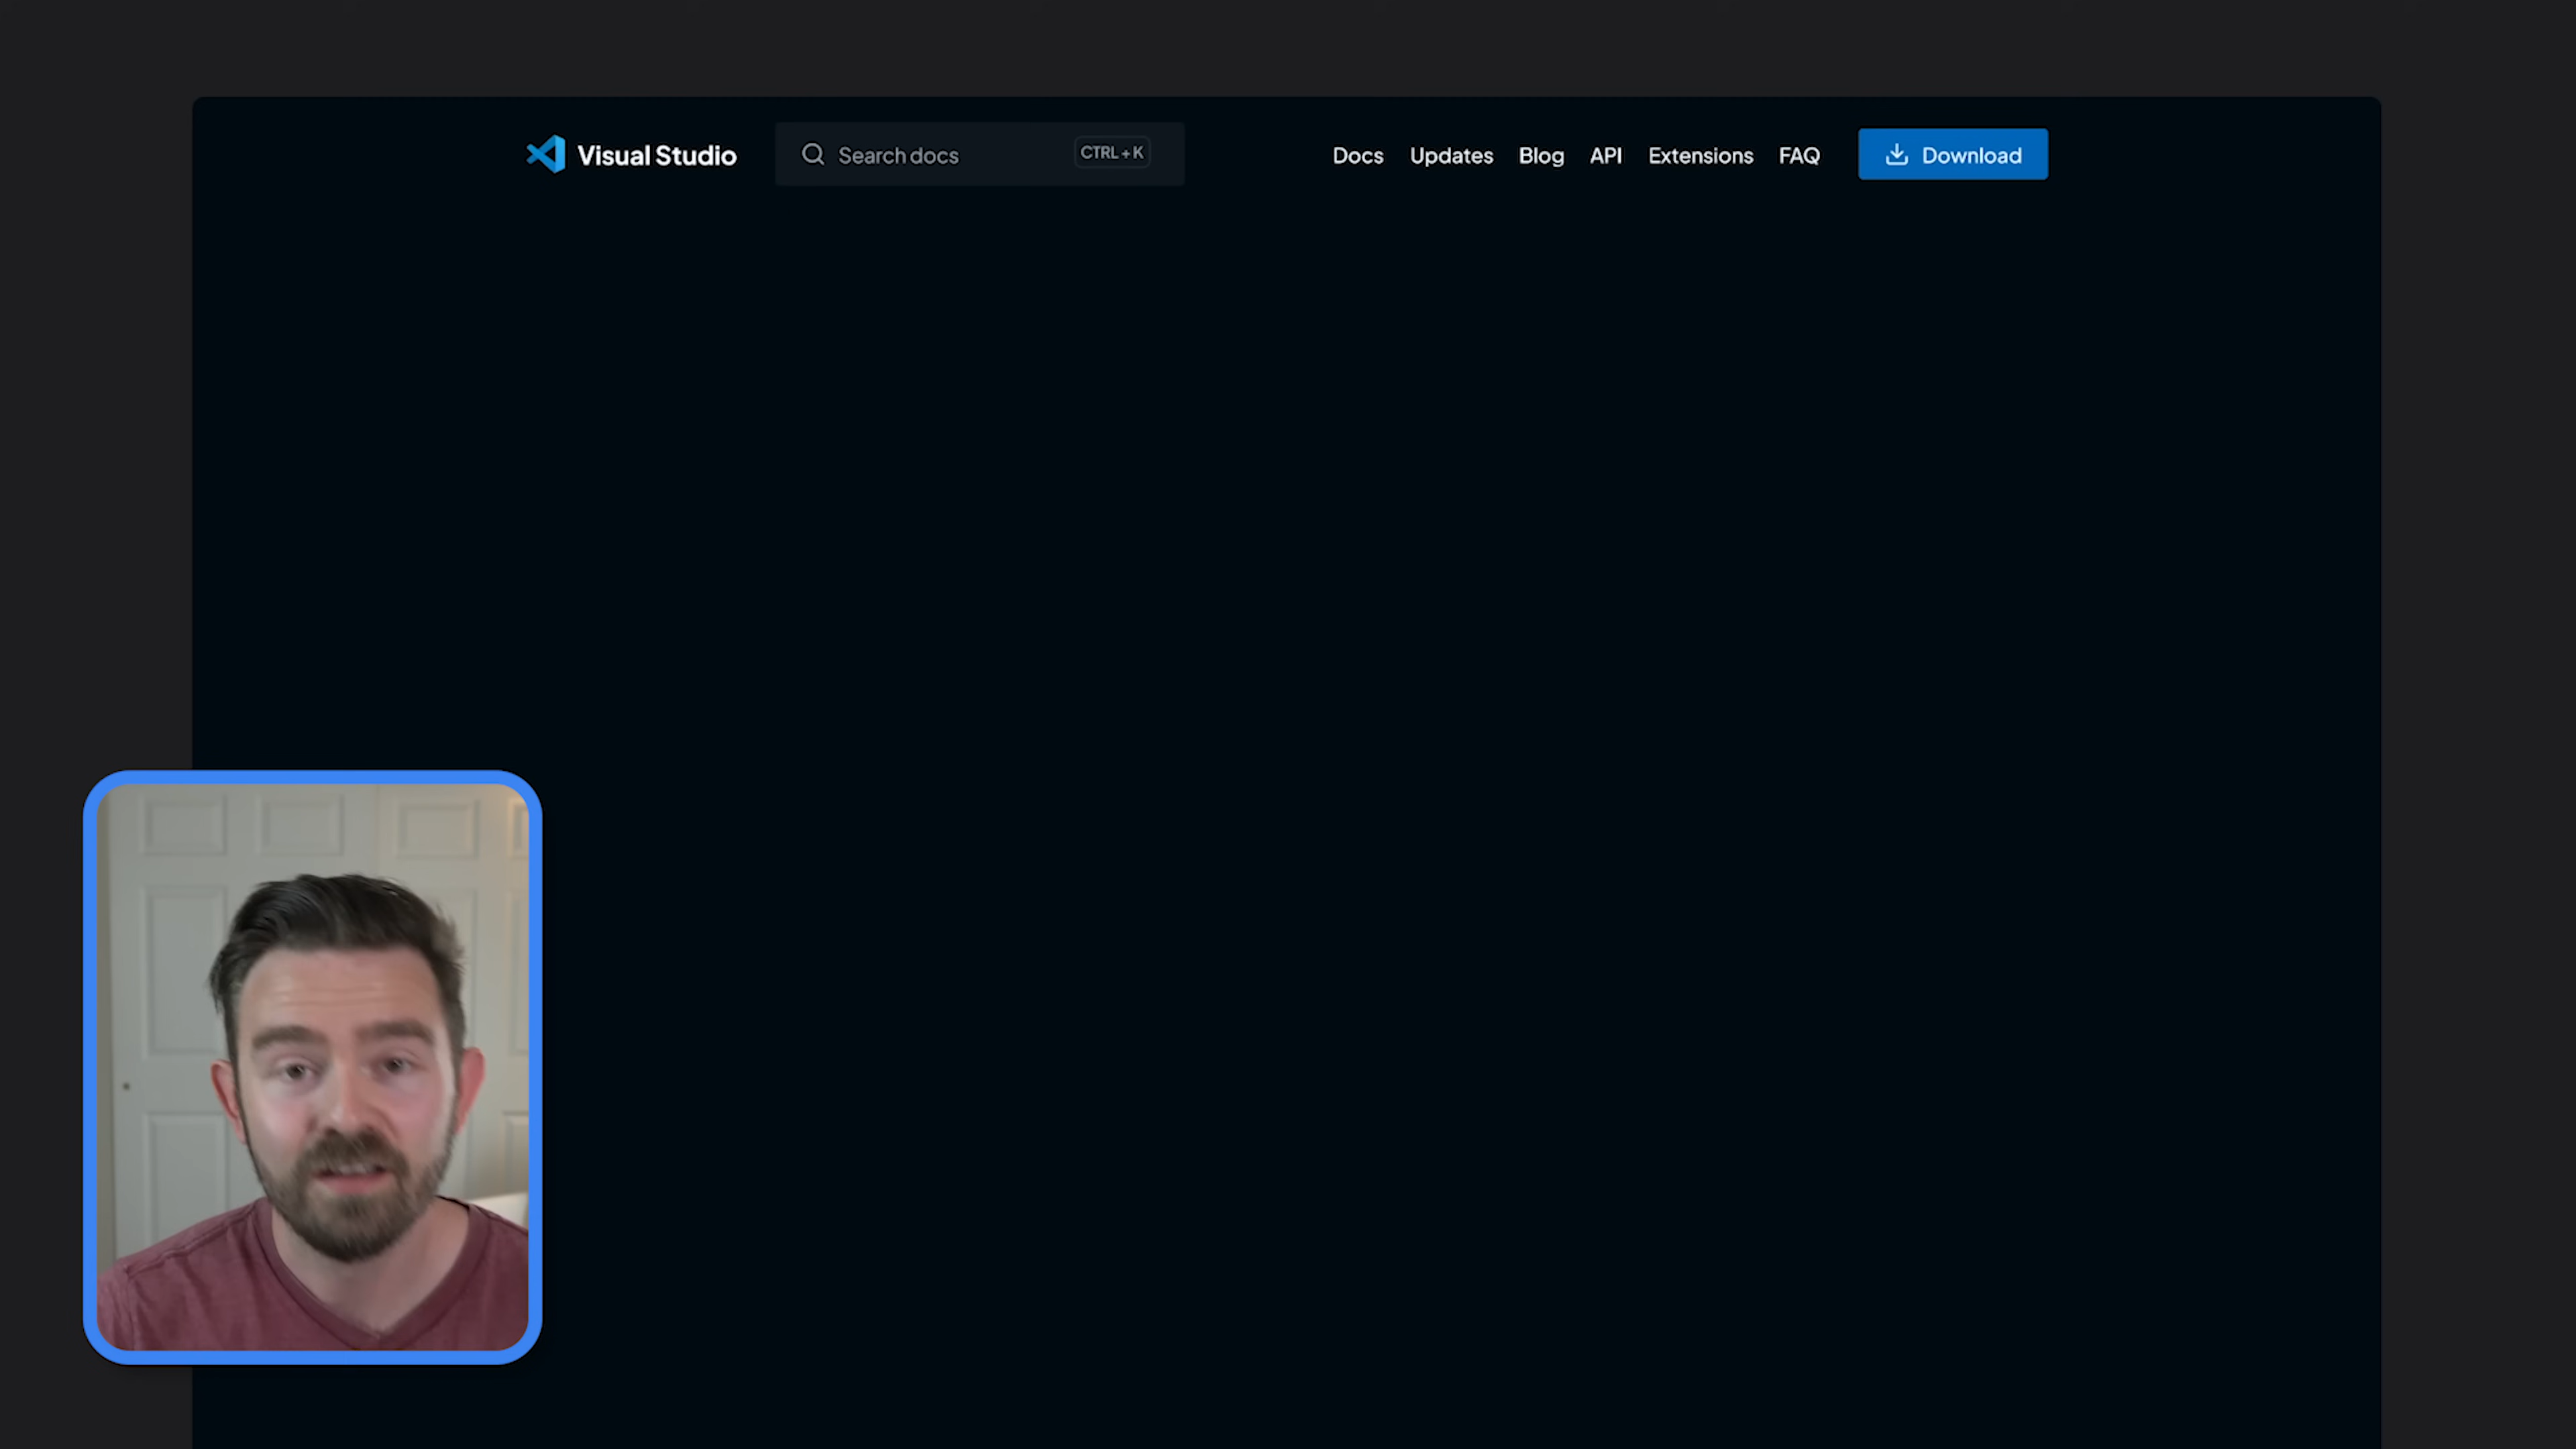 Visual Studio
Search docs
CTRL + K
Docs Updates Blog API Extensions FAQ Download